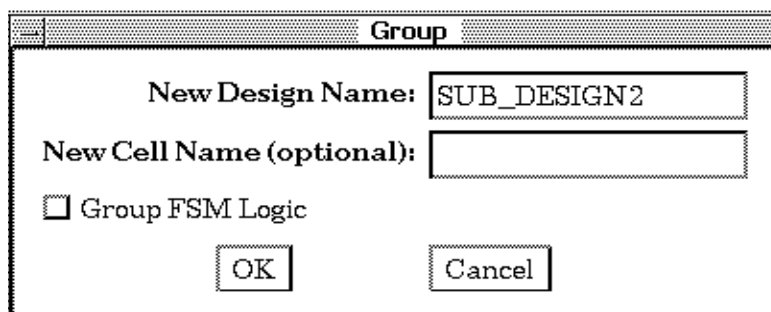 Group
New Design Name: SUB_DESIGN2
New Cell Name (optional):
Group FSM Logic
OK Cancel